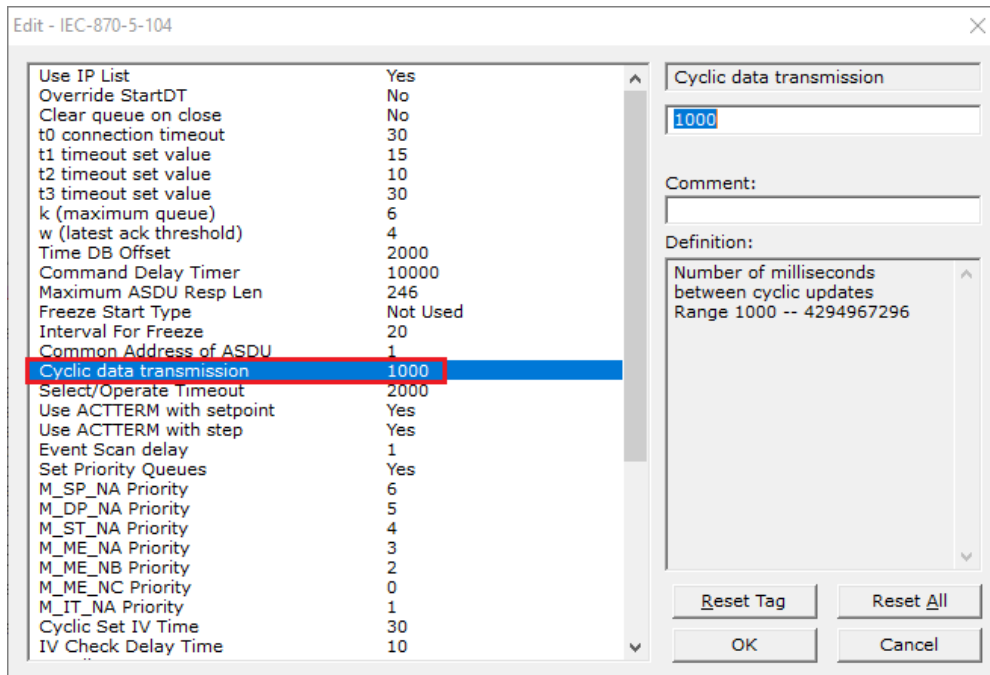 Edit - IEC-870-5-104
Use IP List Yes
Override StartDT No
Clear queue on close No
t0 connection timeout 30
t1 timeout set value 15
t2 timeout set value 10
t3 timeout set value 30
k (maximum queue) 6
w (latest ack threshold) 4
Time DB Offset 2000
Command Delay Timer 10000
Maximum ASDU Resp Len 246
Freeze Start Type Not Used
Interval For Freeze 20
Common Address of ASDU 1
Cyclic data transmission 1000
Select/Operate Timeout 2000
Use ACTTERM with setpoint Yes
Use ACTTERM with step Yes
Event Scan delay 1
Set Priority Queues Yes
M_SP_NA Priority 6
M_DP_NA Priority 5
M_ST_NA Priority 4
M_ME_NA Priority 3
M_ME_NB Priority 2
M_ME_NC Priority 0
M_IT_NA Priority 1
Cyclic Set IV Time 30
IV Check Delay Time 10
Cyclic data transmission
1000
Comment:
Definition:
Number of milliseconds
between cyclic updates
Range 1000 -- 4294967296
Reset Tag
Reset All
OK
Cancel